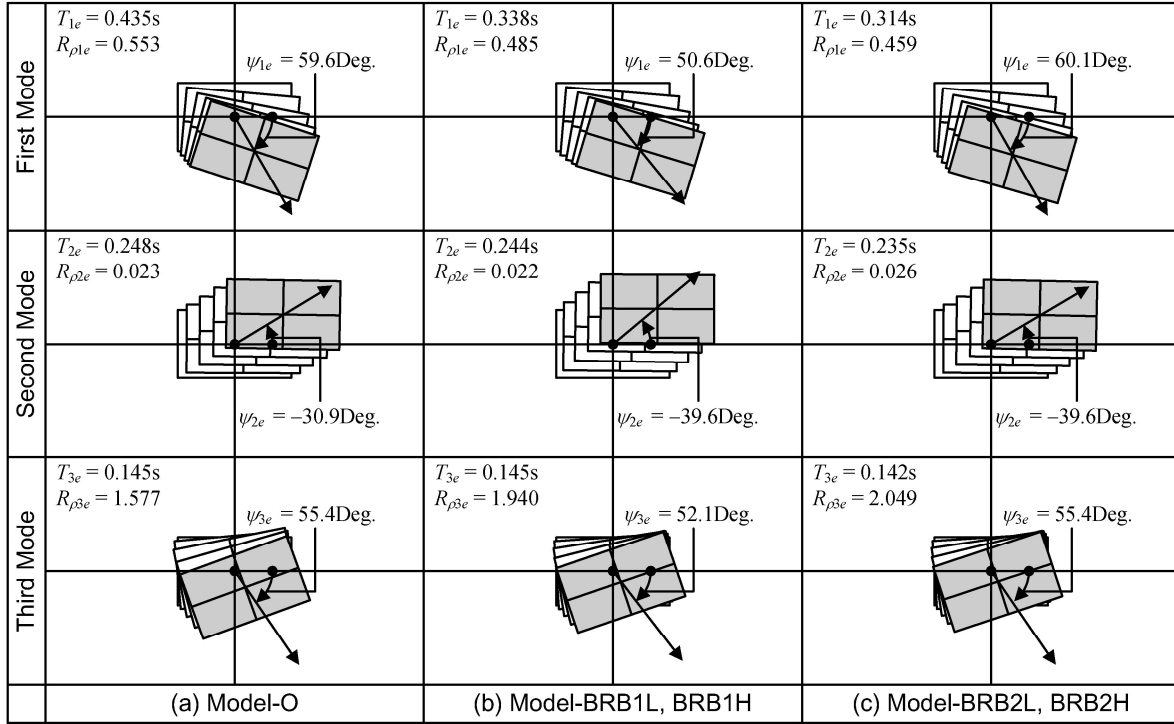 First Mode
T1e = 0.435s
Rρ1e = 0.553
ψ1e = 59.6Deg.
T1e = 0.338s
Rρ1e = 0.485
ψ1e = 50.6Deg.
T1e = 0.314s
Rρ1e = 0.459
ψ1e = 60.1Deg.
Second Mode
T2e = 0.248s
Rρ2e = 0.023
ψ2e = –30.9Deg.
T2e = 0.244s
Rρ2e = 0.022
ψ2e = –39.6Deg.
T2e = 0.235s
Rρ2e = 0.026
ψ2e = –39.6Deg.
Third Mode
T3e = 0.145s
Rρ3e = 1.577
ψ3e = 55.4Deg.
T3e = 0.145s
Rρ3e = 1.940
ψ3e = 52.1Deg.
T3e = 0.142s
Rρ3e = 2.049
ψ3e = 55.4Deg.
(a) Model-O
(b) Model-BRB1L, BRB1H
(c) Model-BRB2L, BRB2H